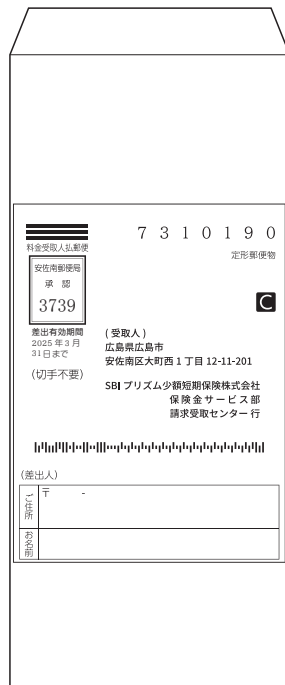 7310190
料金受取人払郵便
定形郵便物
安佐南郵便局
承認
3739
C
差出有効期間
2025年3月
31日まで
(切手不要)
(受取人)
広島県広島市
安佐南区大町西1丁目12-11-201
SBIプリズム少額短期保険株式会社
保険金サービス部
請求受取センター 行
(差出人)
ご住所
〒 -
お名前